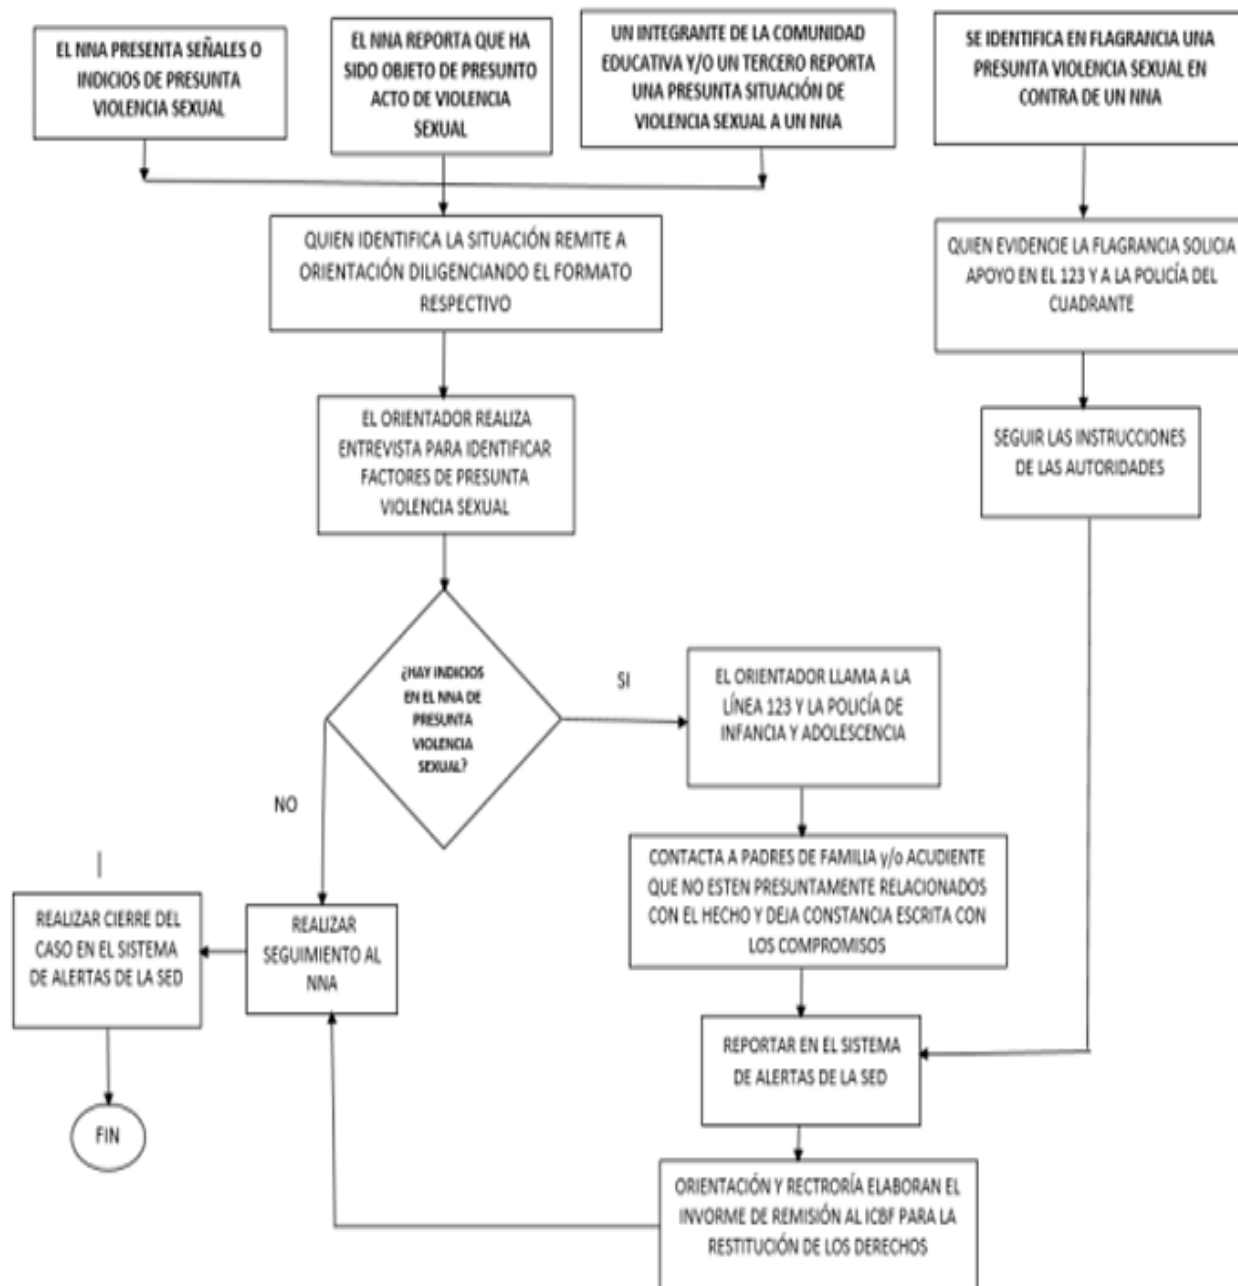 EL NNA PRESENTA SEÑALES O
INDICIOS DE PRESUNTA
VIOLENCIA SEXUAL
EL NNA REPORTA QUE HA
SIDO OBJETO DE PRESUNTO
ACTO DE VIOLENCIA
SEXUAL
UN INTEGRANTE DE LA COMUNIDAD
EDUCATIVA Y/O UN TERCERO REPORTA
UNA PRESUNTA SITUACIÓN DE
VIOLENCIA SEXUAL A UN NNA
SE IDENTIFICA EN FLAGRANCIA UNA
PRESUNTA VIOLENCIA SEXUAL EN
CONTRA DE UN NNA
QUIEN IDENTIFICA LA SITUACIÓN REMITE A
ORIENTACIÓN DILIGENCIANDO EL FORMATO
RESPECTIVO
QUIEN EVIDENCIE LA FLAGRANCIA SOLICIA
APOYO EN EL 123 Y A LA POLICÍA DEL
CUADRANTE
EL ORIENTADOR REALIZA
ENTREVISTA PARA IDENTIFICAR
FACTORES DE PRESUNTA
VIOLENCIA SEXUAL
SEGUIR LAS INSTRUCCIONES
DE LAS AUTORIDADES
¿HAY INDICIOS
EN EL NNA DE
PRESUNTA
VIOLENCIA
SEXUAL?
SI
NO
EL ORIENTADOR LLAMA A LA
LÍNEA 123 Y LA POLICÍA DE
INFANCIA Y ADOLESCENCIA
CONTACTA A PADRES DE FAMILIA y/o ACUDIENTE
QUE NO ESTEN PRESUNTAMENTE RELACIONADOS
CON EL HECHO Y DEJA CONSTANCIA ESCRITA CON
LOS COMPROMISOS
REALIZAR CIERRE DEL
CASO EN EL SISTEMA
DE ALERTAS DE LA SED
REALIZAR
SEGUIMIENTO AL
NNA
REPORTAR EN EL SISTEMA
DE ALERTAS DE LA SED
FIN
ORIENTACIÓN Y RECTRORÍA ELABORAN EL
INVORME DE REMISIÓN AL ICBF PARA LA
RESTITUCIÓN DE LOS DERECHOS